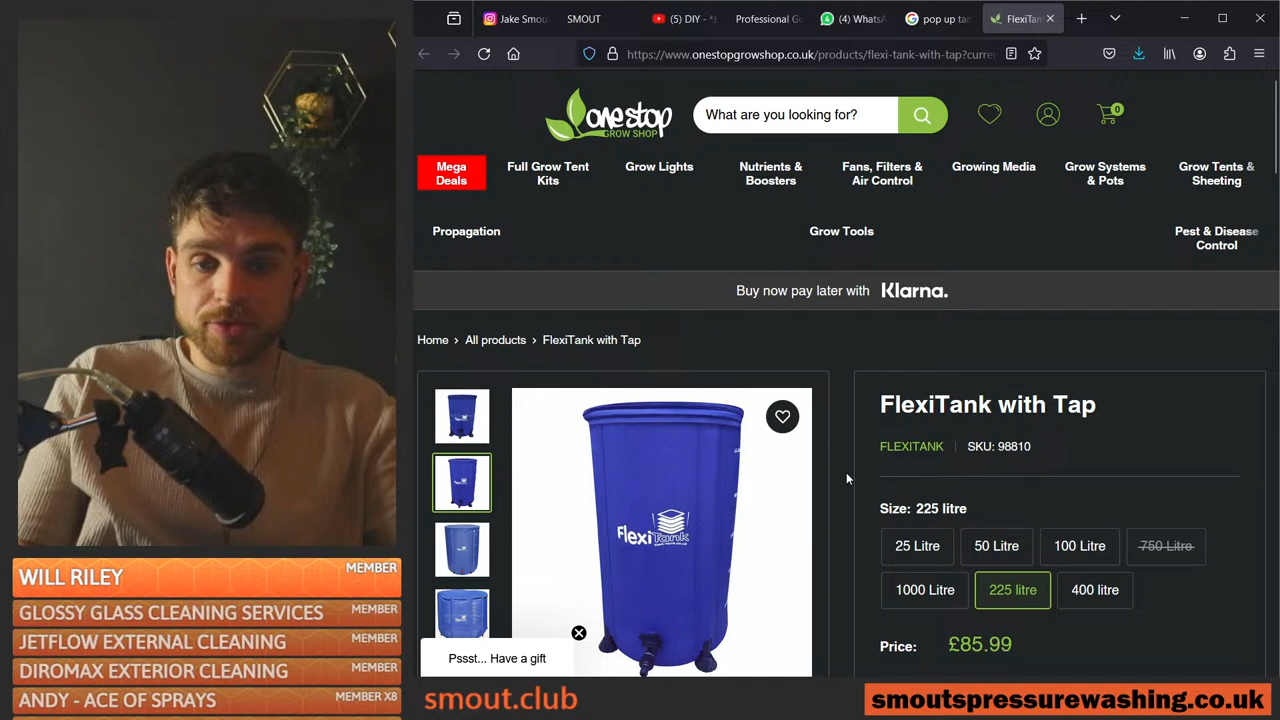 Jake Smou
SMOUT
(5) DIY - *
Professional G
(4) WhatsA
pop up tan
FlexiTan
https://www.onestopgrowshop.co.uk/products/flexi-tank-with-tap?curre
one stop
GROW SHOP
What are you looking for?
0
Mega
Deals
Full Grow Tent
Kits
Grow Lights
Nutrients &
Boosters
Fans, Filters &
Air Control
Growing Media
Grow Systems
& Pots
Grow Tents &
Sheeting
Propagation
Grow Tools
Pest & Disease
Control
Buy now pay later with Klarna.
Home > All products > FlexiTank with Tap
FlexiTank with Tap
FLEXITANK
SKU: 98810
FlexiTank
Size: 225 litre
25 Litre
50 Litre
100 Litre
750 Litre
1000 Litre
225 litre
400 litre
Price: £85.99
Pssst... Have a gift
WILL RILEY MEMBER
GLOSSY GLASS CLEANING SERVICES MEMBER
JETFLOW EXTERNAL CLEANING MEMBER
DIROMAX EXTERIOR CLEANING MEMBER
ANDY - ACE OF SPRAYS MEMBER X8
smout.club
smoutspressurewashing.co.uk